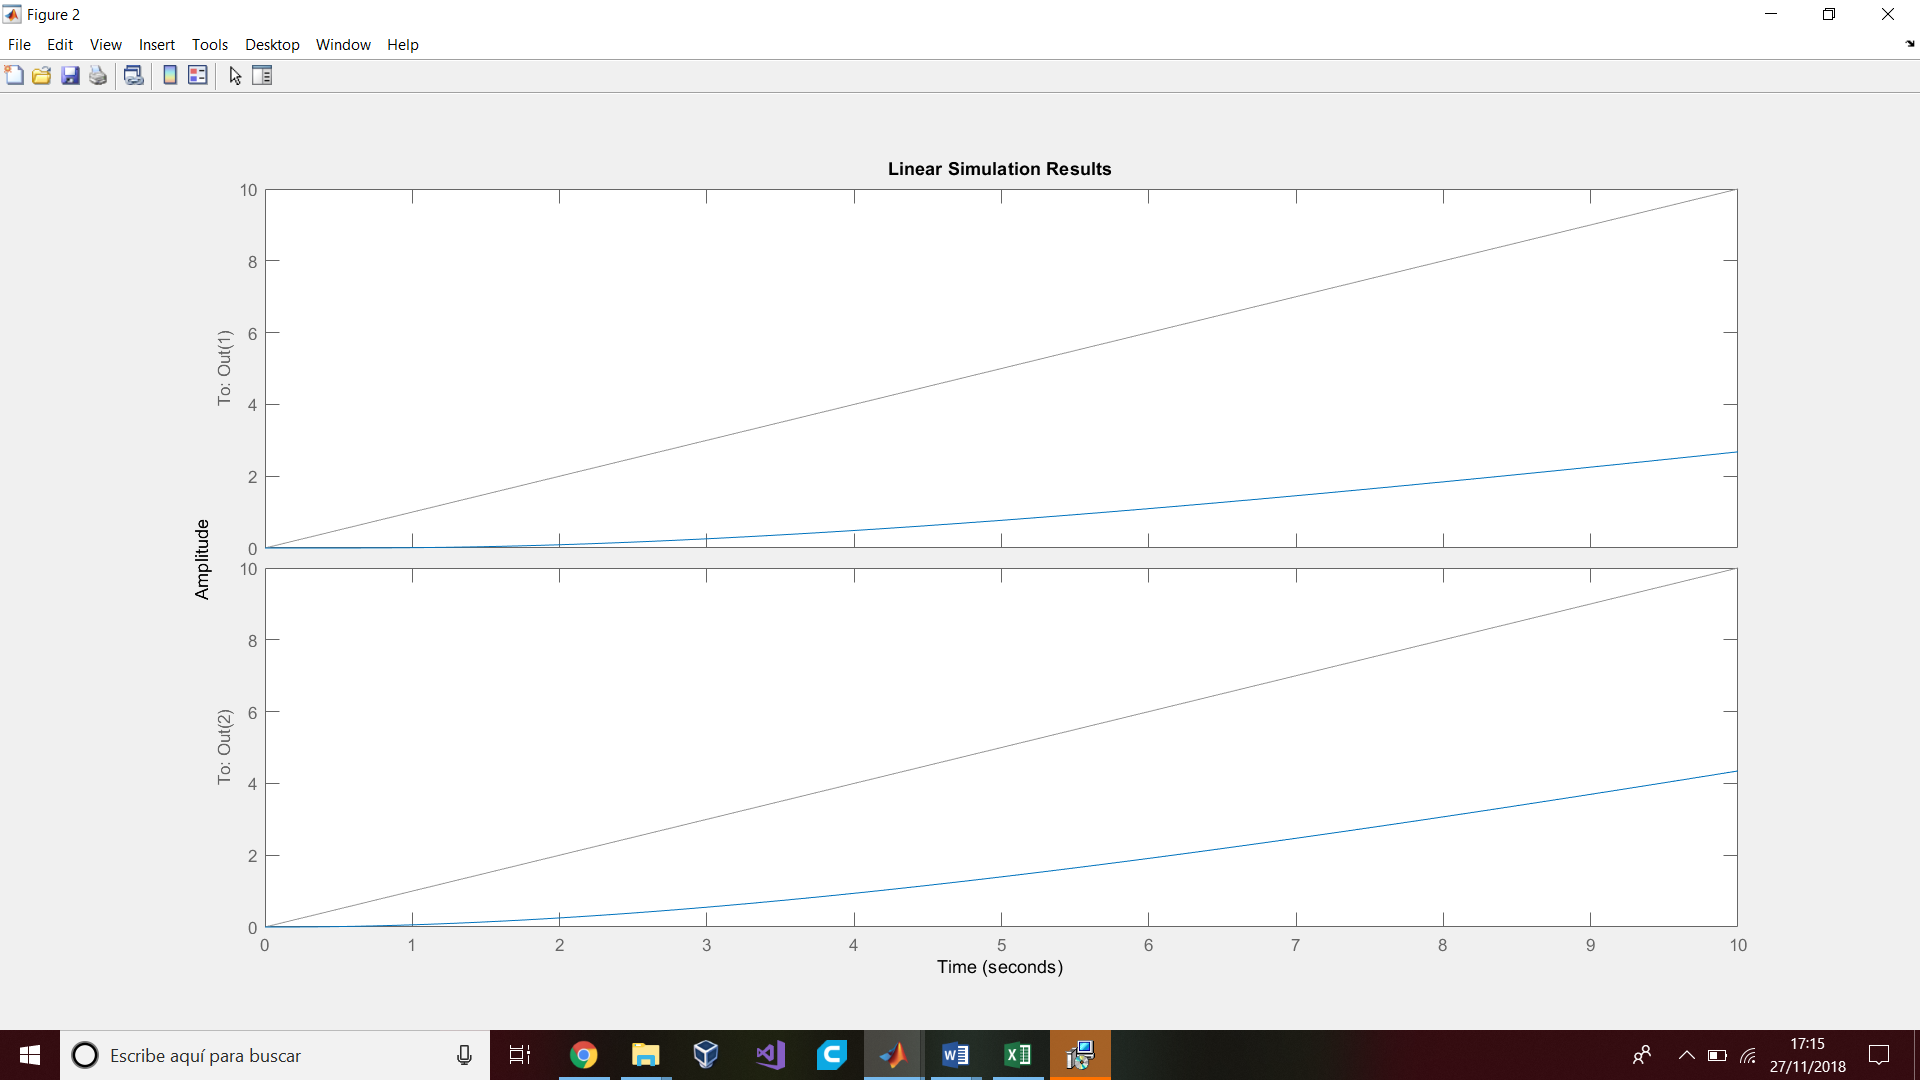 Figure 2
File Edit View Insert Tools Desktop Window Help
Linear Simulation Results
10
8
6
4
2
0
To: Out(1)
Amplitude
10
8
6
4
2
0
To: Out(2)
0 1 2 3 4 5 6 7 8 9 10
Time (seconds)
Escribe aquí para buscar
17:15
27/11/2018